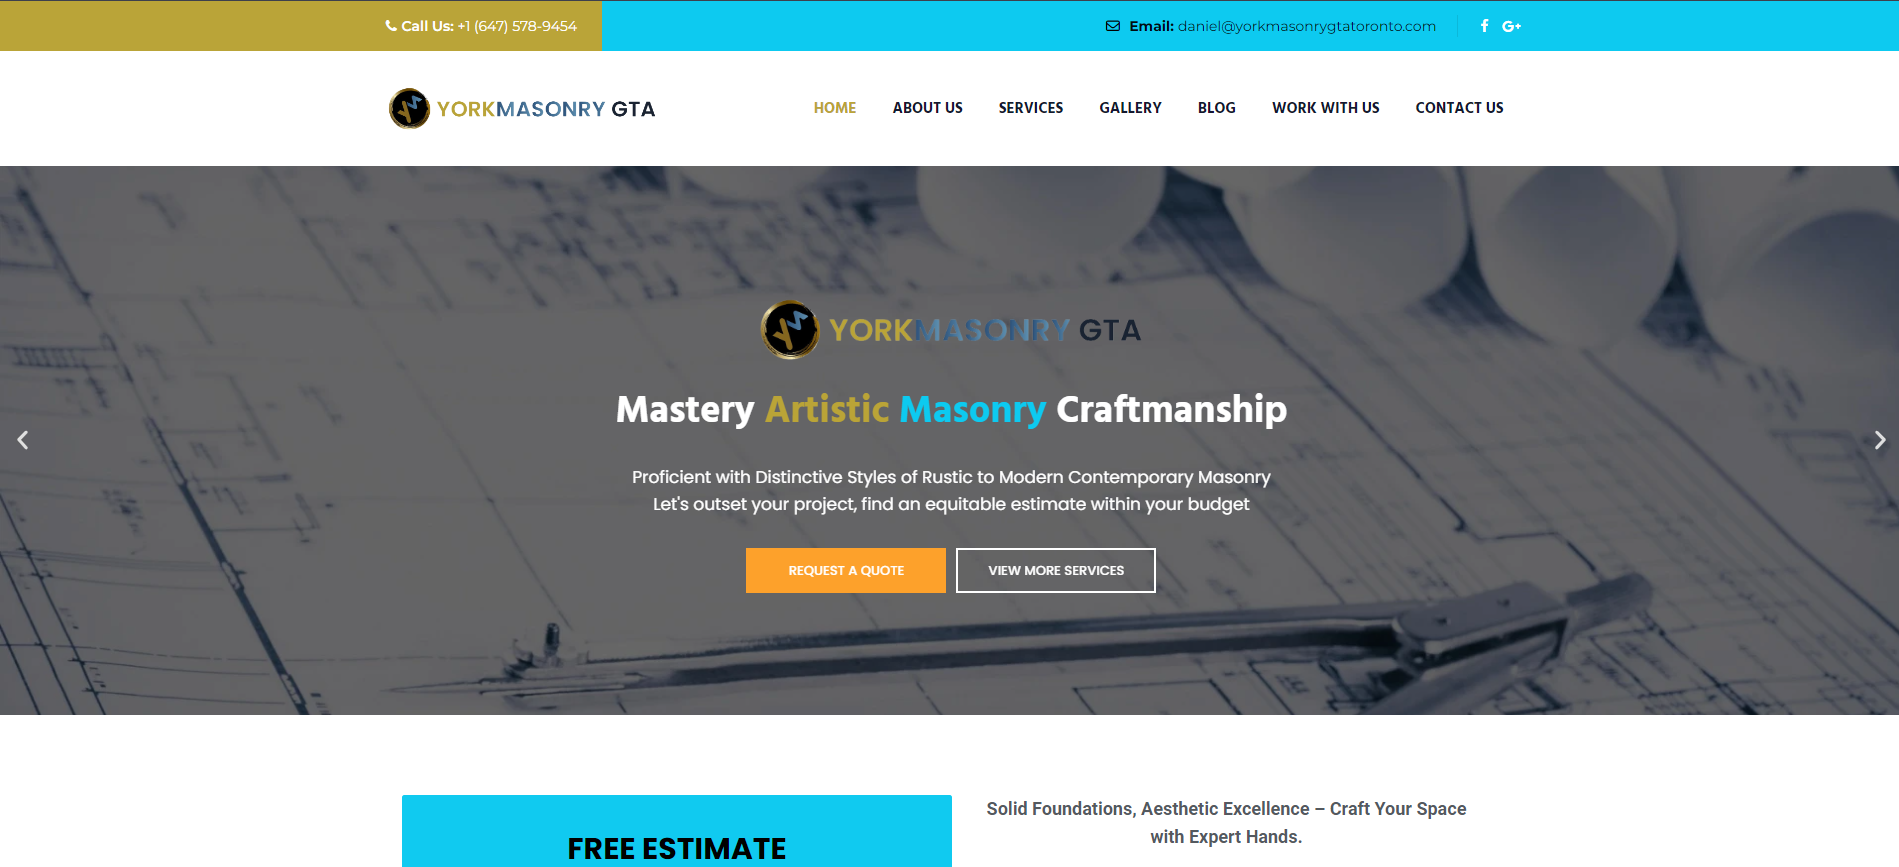 Call Us: +1 (647) 578-9454
Email: daniel@yorkmasonrygtatoronto.com
YORKMASONRY GTA
HOME ABOUT US SERVICES GALLERY BLOG WORK WITH US CONTACT US
YORKMASONRY GTA
Mastery Artistic Masonry Craftmanship
Proficient with Distinctive Styles of Rustic to Modern Contemporary Masonry
Let's outset your project, find an equitable estimate within your budget
REQUEST A QUOTE
VIEW MORE SERVICES
FREE ESTIMATE
Solid Foundations, Aesthetic Excellence – Craft Your Space
with Expert Hands.